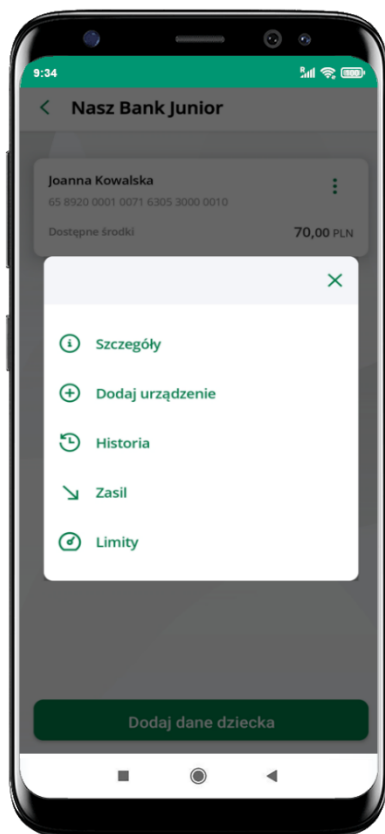 9:34
Nasz Bank Junior
Joanna Kowalska
65 8920 0001 0071 6305 3000 0010
Dostępne środki 70,00 PLN
Szczegóły
Dodaj urządzenie
Historia
Zasil
Limity
Dodaj dane dziecka